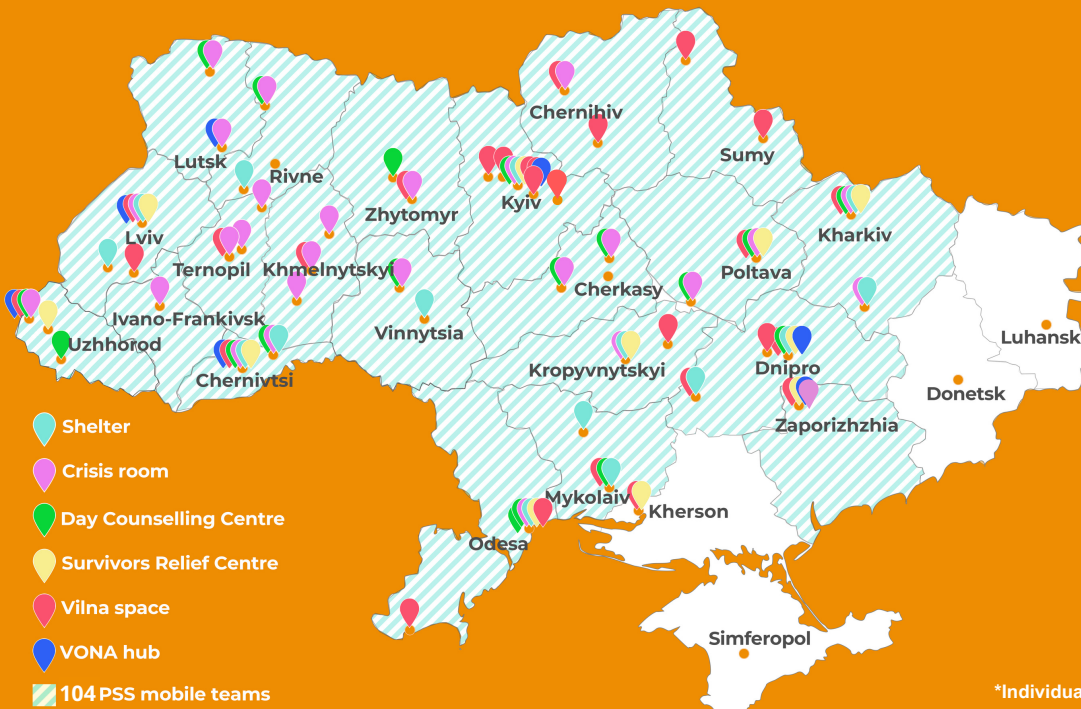 Chernihiv
Sumy
Lutsk
Rivne
Zhytomyr
Kyiv
Kharkiv
Lviv
Ternopil
Khmelnytskyi
Poltava
Cherkasy
Ivano-Frankivsk
Vinnytsia
Uzhhorod
Luhansk
Kropyvnytskyi
Dnipro
Chernivtsi
Donetsk
Zaporizhzhia
Shelter
Crisis room
Day Counselling Centre
Survivors Relief Centre
Vilna space
VONA hub
104 PSS mobile teams
Mykolaiv
Kherson
Odesa
Simferopol
*Individua